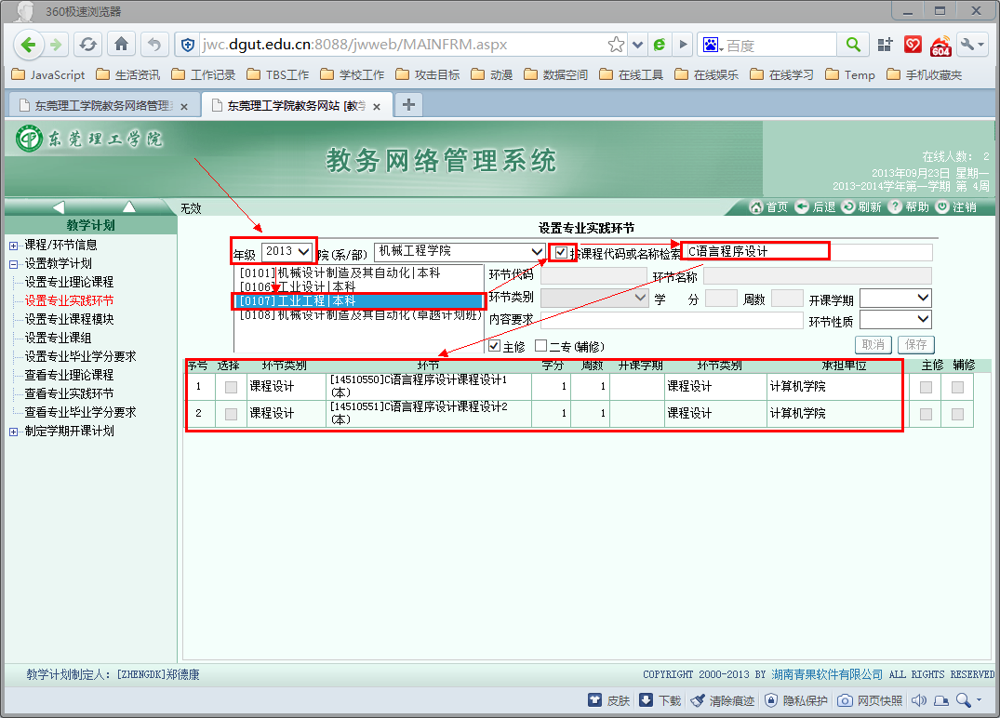 360极速浏览器
jwc.dgut.edu.cn:8088/jwweb/MAINFRM.aspx
百度
604
JavaScript 生活资讯 工作记录 TBS工作 学校工作 攻击目标 动漫 数据空间 在线工具 在线娱乐 在线学习 Temp 手机收藏夹
东莞理工学院教务网络管理 东莞理工学院教务网站 [教学
东莞理工学院
教务网络管理系统
在线人数： 2
2013年09月23日 星期一
2013-2014学年第一学期 第 4周
无效
首页 后退 刷新 帮助 注销
教学计划
课程/环节信息
设置教学计划
设置专业理论课程
设置专业实践环节
设置专业课程模块
设置专业课组
设置专业毕业学分要求
查看专业理论课程
查看专业实践环节
查看专业毕业学分要求
制定学期开课计划
设置专业实践环节
年级 2013 院(系/部) 机械工程学院 按课程代码或名称检索 C语言程序设计
[0101]机械设计制造及其自动化|本科
[0106]工业设计|本科
[0107]工业工程|本科
[0108]机械设计制造及其自动化(卓越计划班)
环节代码 环节名称
环节类别 学 分 周数 开课学期
内容要求 环节性质
主修 二专(辅修) 取消 保存
序号 选择 环节类别 环节 学分 周数 开课学期 环节类别 承担单位 主修 辅修
1 课程设计 [14510550]C语言程序设计课程设计1(本) 1 1 课程设计 计算机学院
2 课程设计 [14510551]C语言程序设计课程设计2(本) 1 1 课程设计 计算机学院
教学计划制定人：[ZHENGDK]郑德康
COPYRIGHT 2000-2013 BY 湖南青果软件有限公司 ALL RIGHTS RESERVED
皮肤 下载 清除痕迹 隐私保护 网页快照